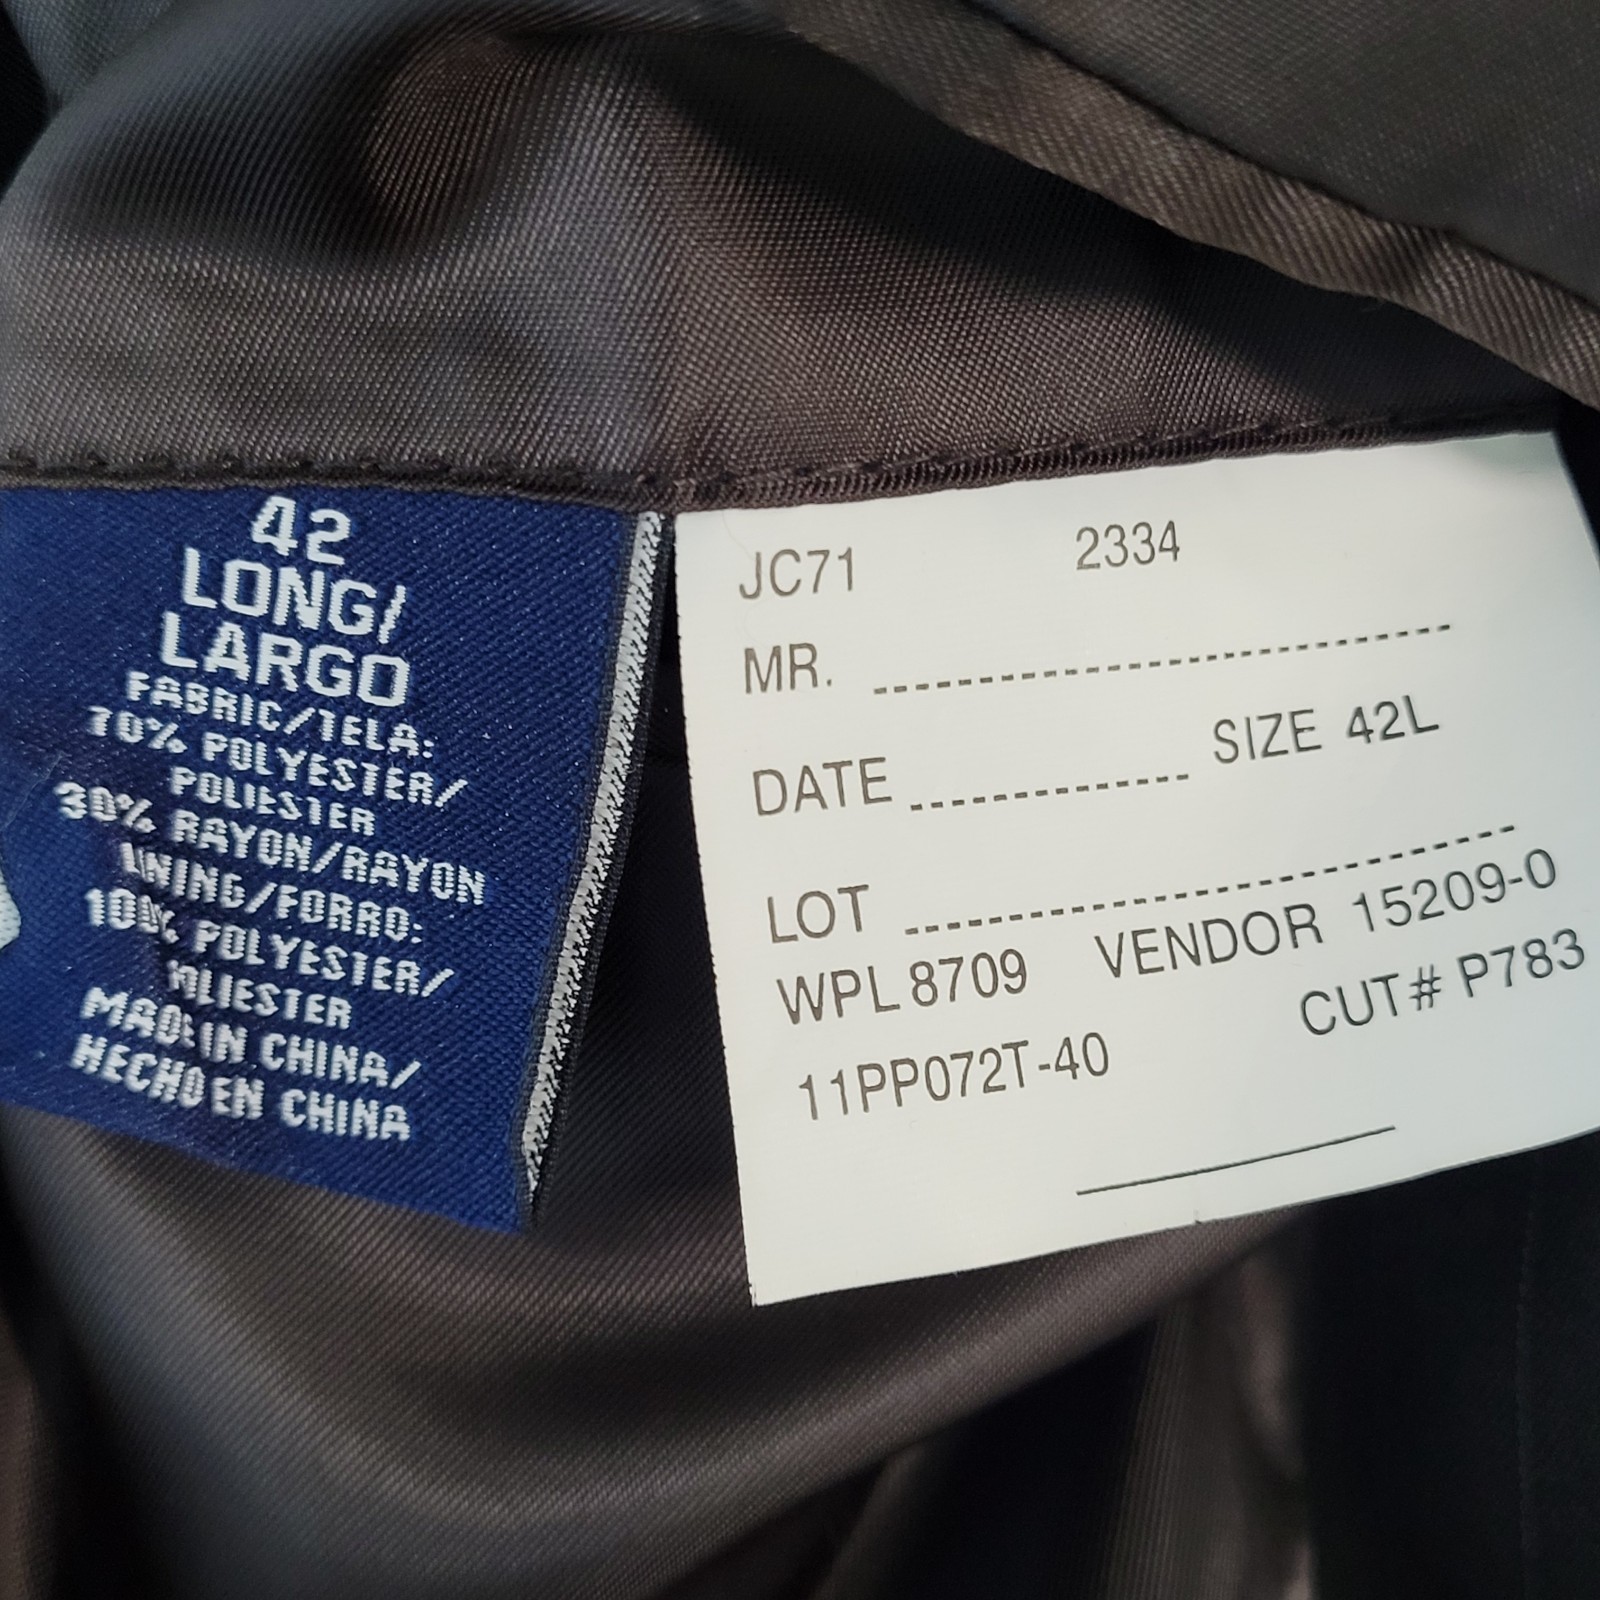 42
LONG/
LARGO
FABRIC/TELA:
70% POLYESTER/
POLIESTER
30% RAYON/RAYON
LINING/FORRO:
100% POLYESTER/
POLIESTER
MADE IN CHINA/
HECHO EN CHINA
JC71 2334
MR.
DATE SIZE 42L
LOT
WPL 8709 VENDOR 15209-0
11PP072T-40 CUT# P783